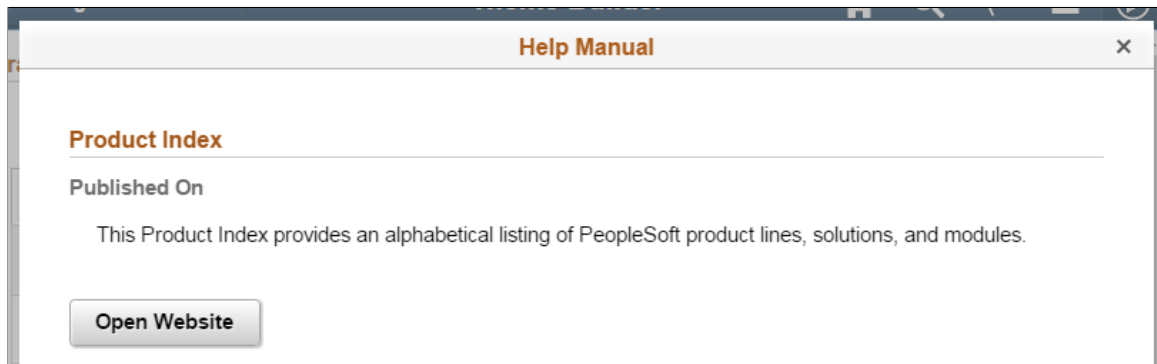 Help Manual
Product Index
Published On
This Product Index provides an alphabetical listing of PeopleSoft product lines, solutions, and modules.
Open Website